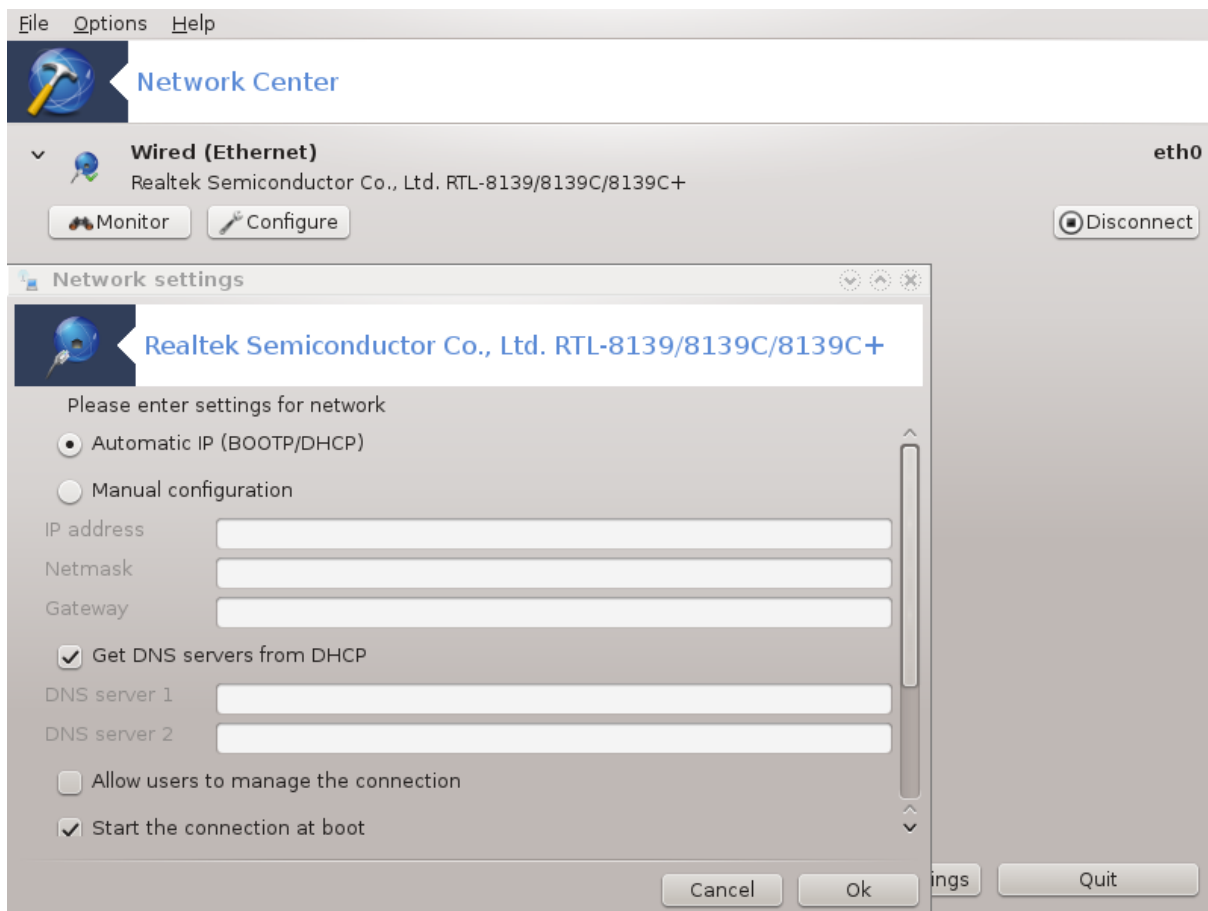 File Options Help
Network Center
Wired (Ethernet) eth0
Realtek Semiconductor Co., Ltd. RTL-8139/8139C/8139C+
Monitor Configure Disconnect
Network settings
Realtek Semiconductor Co., Ltd. RTL-8139/8139C/8139C+
Please enter settings for network
Automatic IP (BOOTP/DHCP)
Manual configuration
IP address
Netmask
Gateway
Get DNS servers from DHCP
DNS server 1
DNS server 2
Allow users to manage the connection
Start the connection at boot
Cancel Ok ings Quit